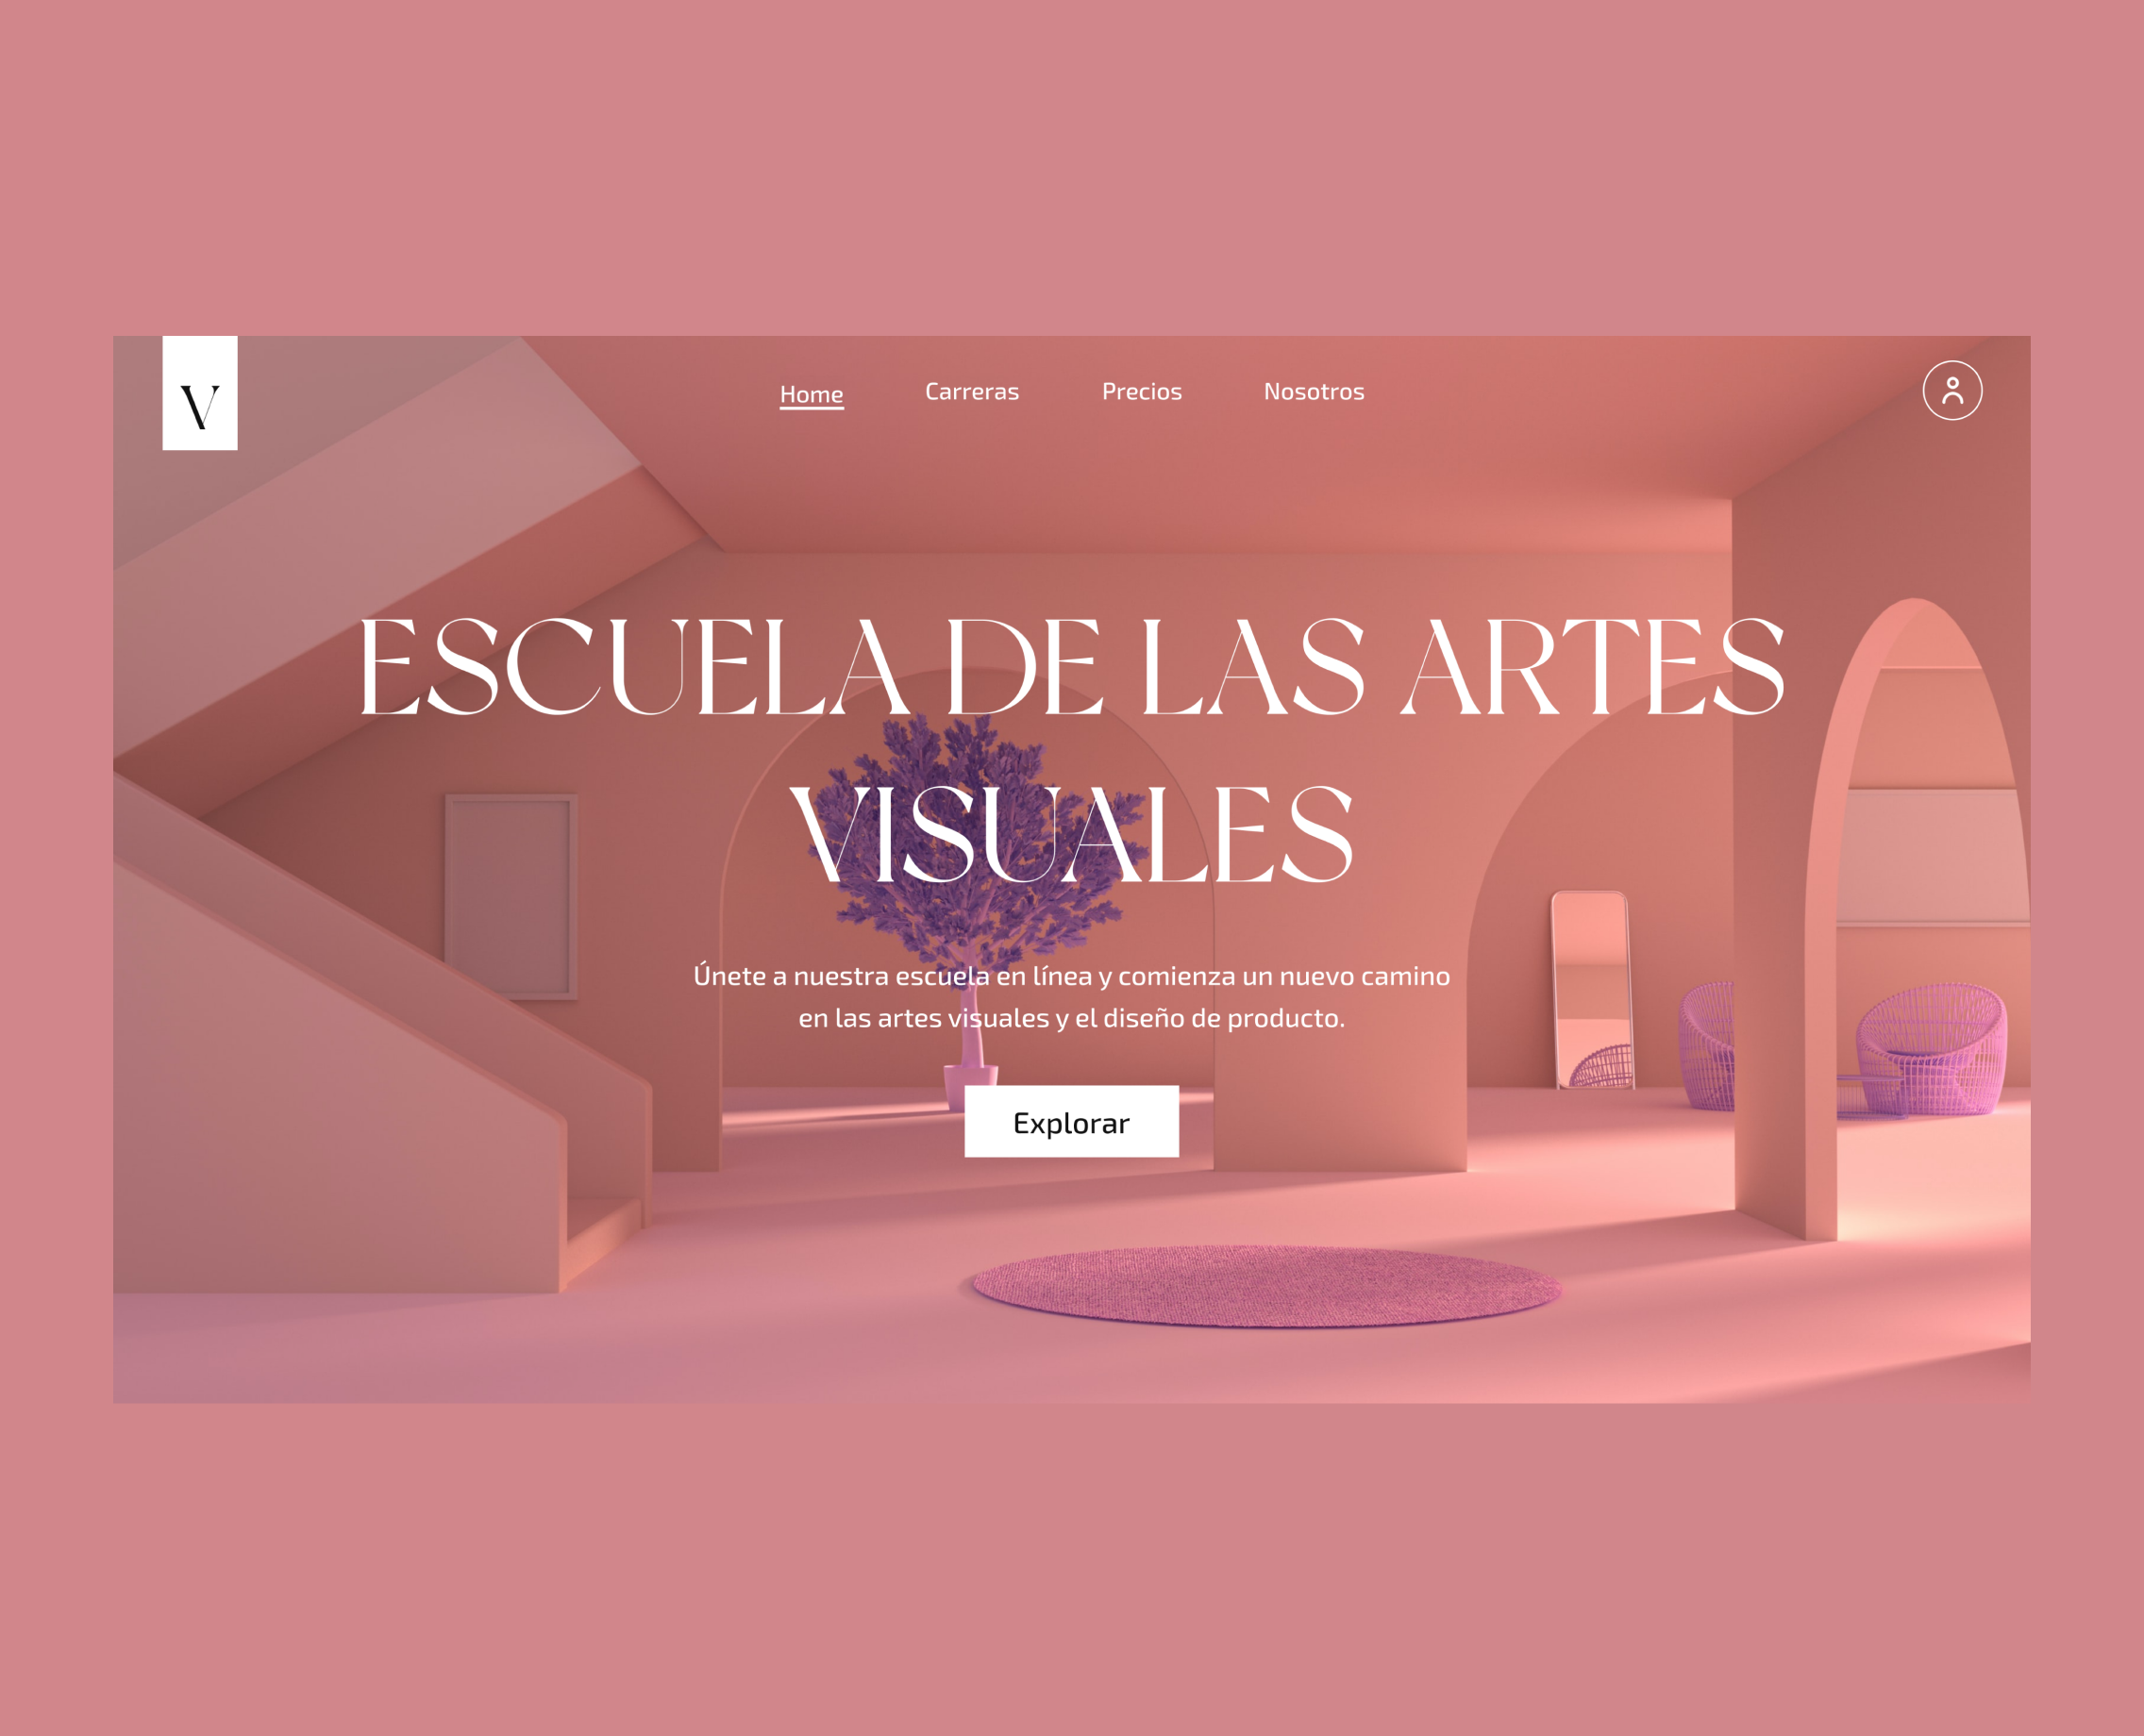 V
Home Carreras Precios Nosotros
ESCUELA DE LAS ARTES
VISUALES
Únete a nuestra escuela en línea y comienza un nuevo camino
en las artes visuales y el diseño de producto.
Explorar